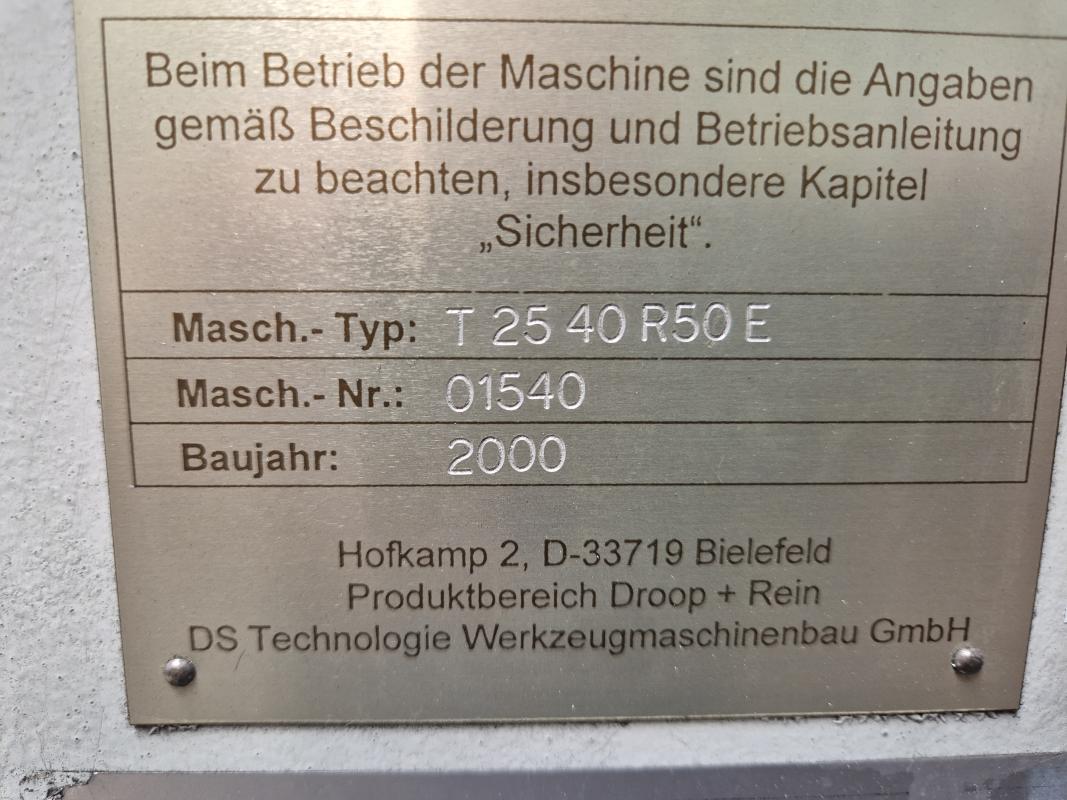 Beim Betrieb der Maschine sind die Angaben
gemäß Beschilderung und Betriebsanleitung
zu beachten, insbesondere Kapitel
„Sicherheit“.
Masch.- Typ: T 25 40 R50 E
Masch.- Nr.: 01540
Baujahr: 2000
Hofkamp 2, D-33719 Bielefeld
Produktbereich Droop + Rein
DS Technologie Werkzeugmaschinenbau GmbH